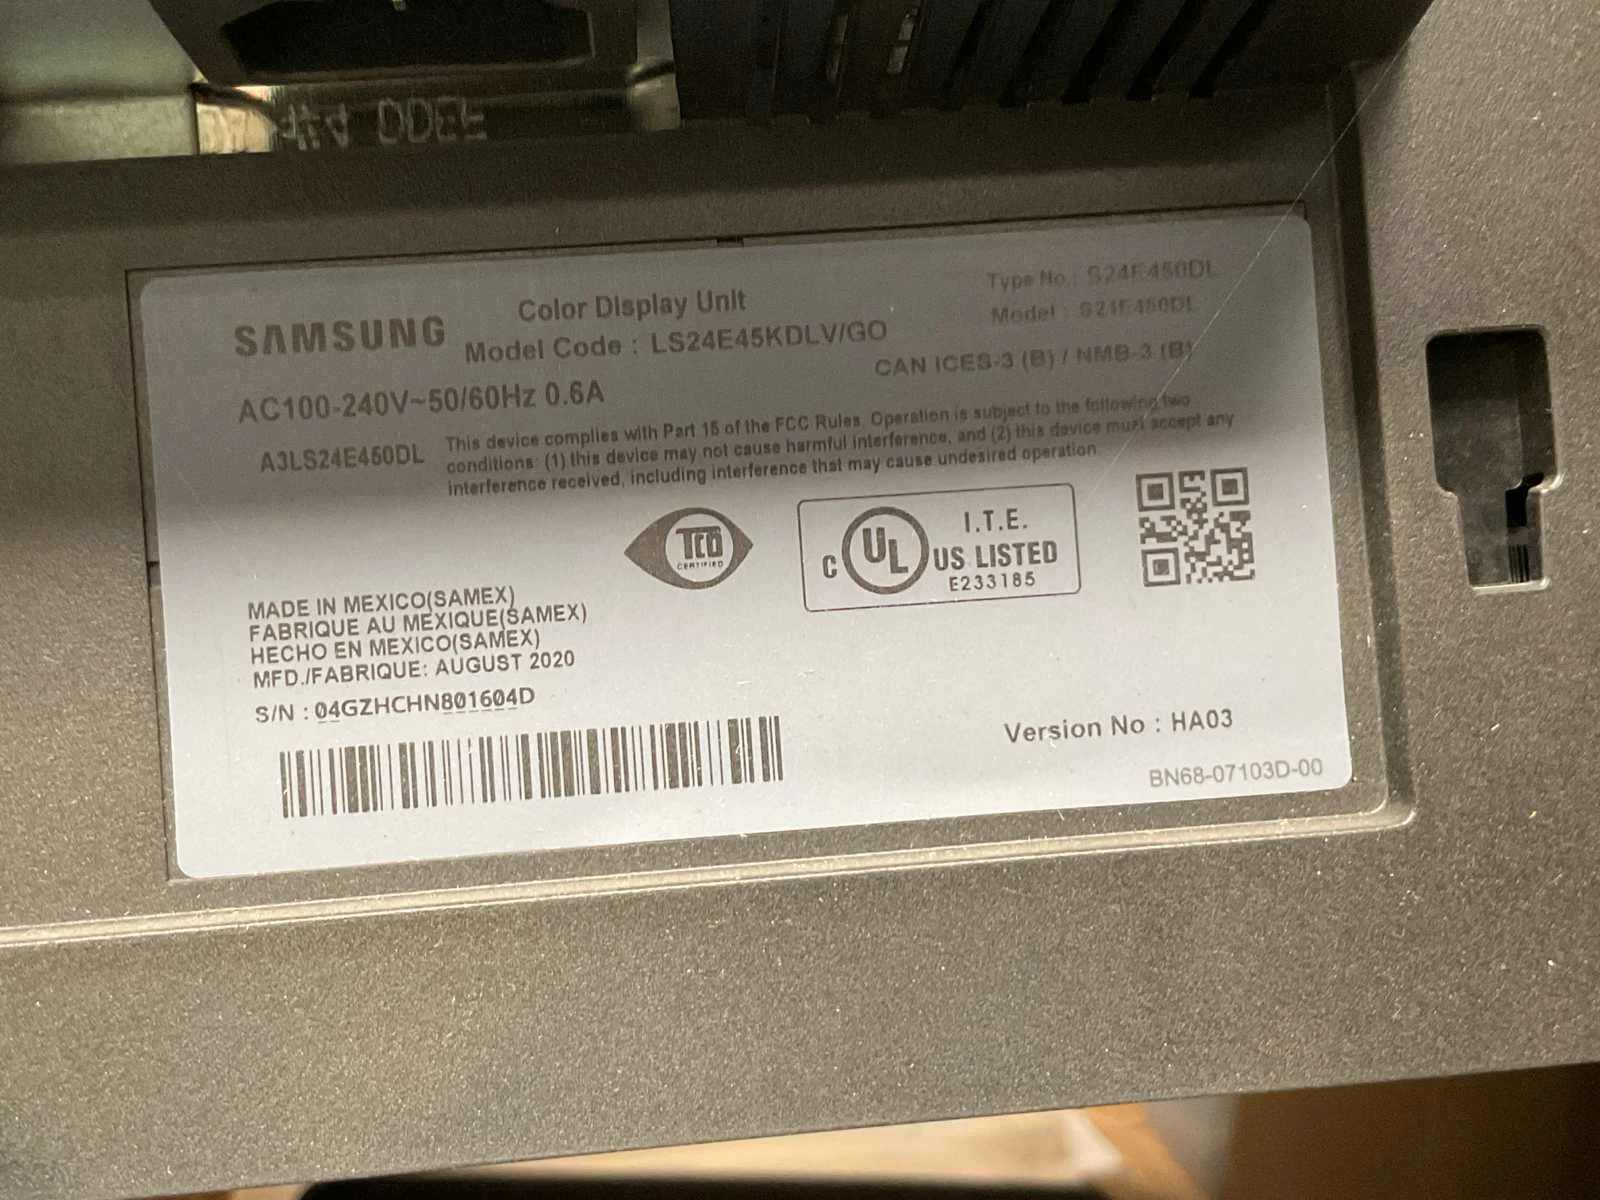 SAMSUNG
Color Display Unit
Model Code : LS24E45KDLV/GO
Type No : S24E450DL
Model : S24E450DL
AC100-240V~50/60Hz 0.6A
CAN ICES-3 (B) / NMB-3 (B)
A3LS24E450DL
This device complies with Part 15 of the FCC Rules. Operation is subject to the following two
conditions: (1) this device may not cause harmful interference, and (2) this device must accept any
interference received, including interference that may cause undesired operation.
TCO
CERTIFIED
C UL US LISTED
I.T.E.
E233185
MADE IN MEXICO(SAMEX)
FABRIQUE AU MEXIQUE(SAMEX)
HECHO EN MEXICO(SAMEX)
MFD./FABRIQUE: AUGUST 2020
S/N : 04GZHCHN801604D
Version No : HA03
BN68-07103D-00